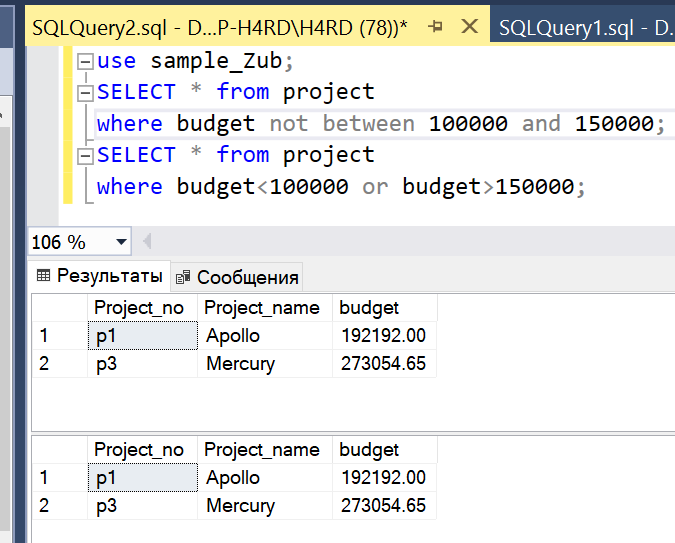 SQLQuery2.sql - D...P-H4RD\H4RD (78))* SQLQuery1.sql - D.
use sample_Zub;
SELECT * from project
where budget not between 100000 and 150000;
SELECT * from project
where budget<100000 or budget>150000;
106 %
Результаты Сообщения
Project_no Project_name budget
1 p1 Apollo 192192.00
2 p3 Mercury 273054.65
Project_no Project_name budget
1 p1 Apollo 192192.00
2 p3 Mercury 273054.65